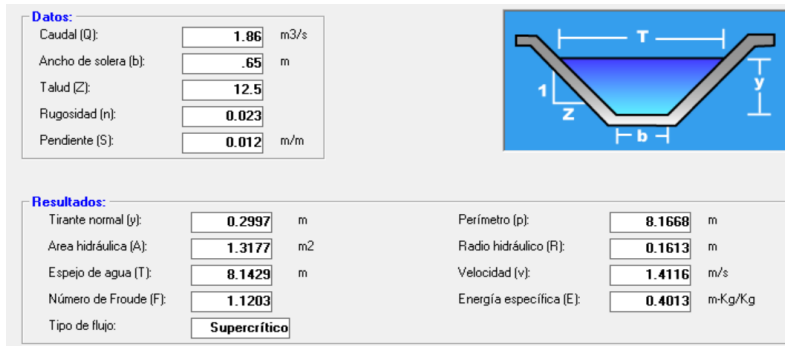 Datos:
Caudal (Q): 1.86 m3/s
Ancho de solera (b): .65 m
Talud (Z): 12.5
Rugosidad (n): 0.023
Pendiente (S): 0.012 m/m
T
1
Z
y
b
Resultados:
Tirante normal (y): 0.2997 m Perímetro (p): 8.1668 m
Area hidráulica (A): 1.3177 m2 Radio hidráulico (R): 0.1613 m
Espejo de agua (T): 8.1429 m Velocidad (v): 1.4116 m/s
Número de Froude (F): 1.1203 Energía específica (E): 0.4013 m-Kg/Kg
Tipo de flujo: Supercrítico